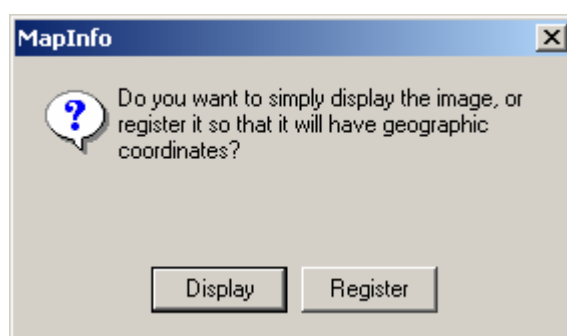 MapInfo
Do you want to simply display the image, or
register it so that it will have geographic
coordinates?
Display
Register